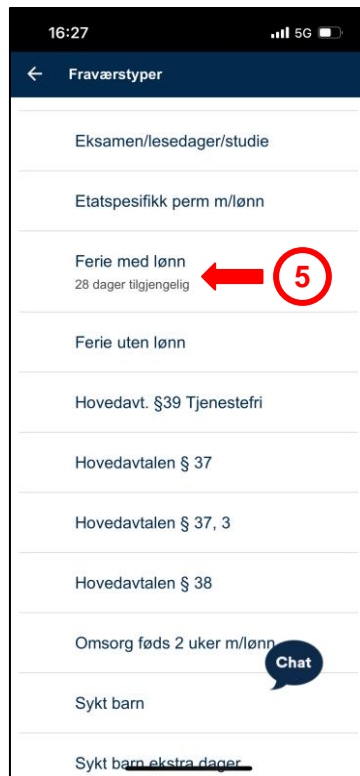 16:27
5G
Fraværstyper
Eksamen/lesedager/studie
Etatspesifikk perm m/lønn
Ferie med lønn
28 dager tilgjengelig
5
Ferie uten lønn
Hovedavt. §39 Tjenestefri
Hovedavtalen § 37
Hovedavtalen § 37, 3
Hovedavtalen § 38
Omsorg føds 2 uker m/lønn
Chat
Sykt barn
Sykt barn ekstra dager